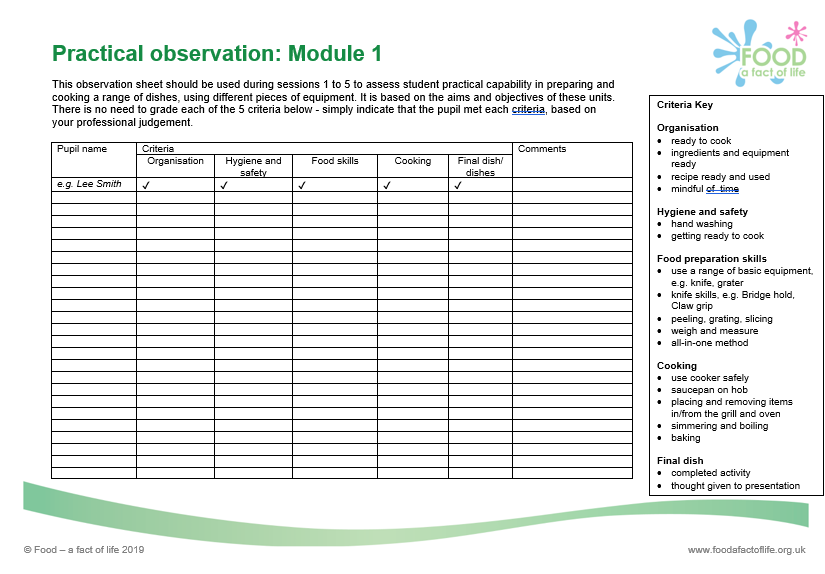 Practical observation: Module 1
FOOD
a fact of life
This observation sheet should be used during sessions 1 to 5 to assess student practical capability in preparing and
cooking a range of dishes, using different pieces of equipment. It is based on the aims and objectives of these units.
There is no need to grade each of the 5 criteria below - simply indicate that the pupil met each criteria, based on
your professional judgement.
Pupil name Criteria Comments
Organisation Hygiene and safety Food skills Cooking Final dish/ dishes
e.g. Lee Smith ✓ ✓ ✓ ✓ ✓
Criteria Key
Organisation
• ready to cook
• ingredients and equipment
ready
• recipe ready and used
• mindful of time
Hygiene and safety
• hand washing
• getting ready to cook
Food preparation skills
• use a range of basic equipment,
e.g. knife, grater
• knife skills, e.g. Bridge hold,
Claw grip
• peeling, grating, slicing
• weigh and measure
• all-in-one method
Cooking
• use cooker safely
• saucepan on hob
• placing and removing items
in/from the grill and oven
• simmering and boiling
• baking
Final dish
• completed activity
• thought given to presentation
© Food – a fact of life 2019
www.foodafactoflife.org.uk